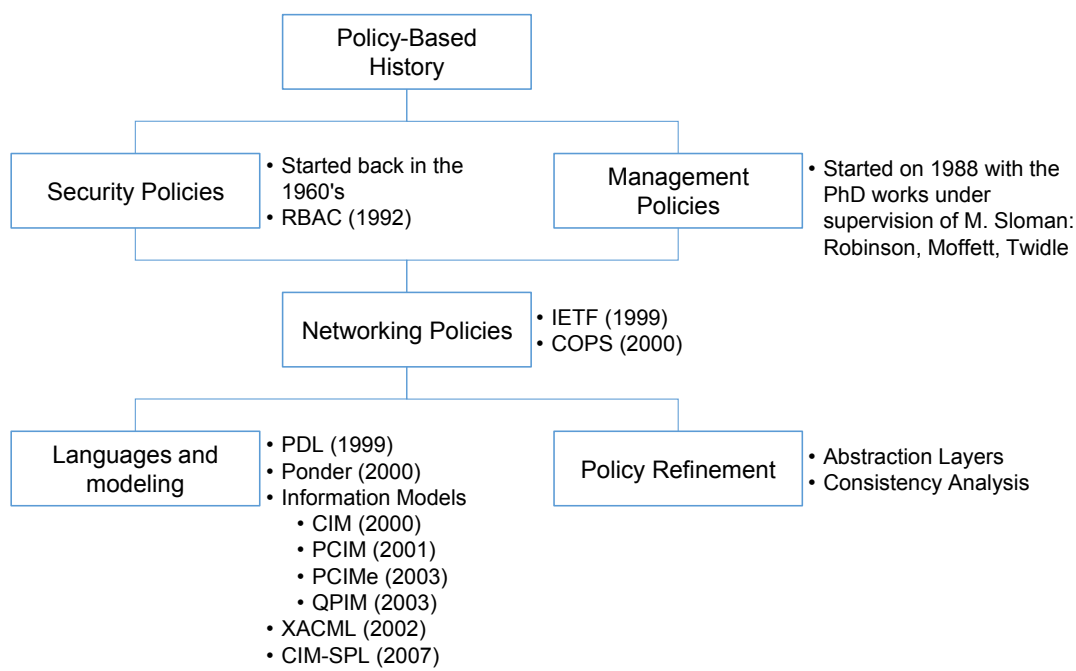 Policy-Based
History
Security Policies
• Started back in the
1960's
• RBAC (1992)
Management
Policies
• Started on 1988 with the
PhD works under
supervision of M. Sloman:
Robinson, Moffett, Twidle
Networking Policies
• IETF (1999)
• COPS (2000)
Languages and
modeling
• PDL (1999)
• Ponder (2000)
• Information Models
• CIM (2000)
• PCIM (2001)
• PCIMe (2003)
• QPIM (2003)
• XACML (2002)
• CIM-SPL (2007)
Policy Refinement
• Abstraction Layers
• Consistency Analysis